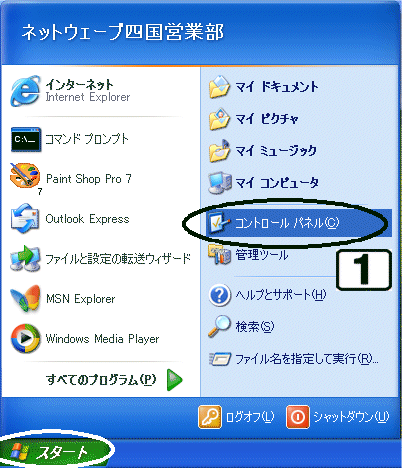 ネットウェーブ四国営業部
インターネット
Internet Explorer
コマンド プロンプト
Paint Shop Pro 7
7
Outlook Express
ファイルと設定の転送ウィザード
MSN Explorer
Windows Media Player
すべてのプログラム(P)
マイ ドキュメント
マイ ピクチャ
マイ ミュージック
マイ コンピュータ
コントロール パネル(C)
管理ツール
1
ヘルプとサポート(H)
検索(S)
ファイル名を指定して実行(R)...
ログオフ(L)
シャットダウン(U)
スタート